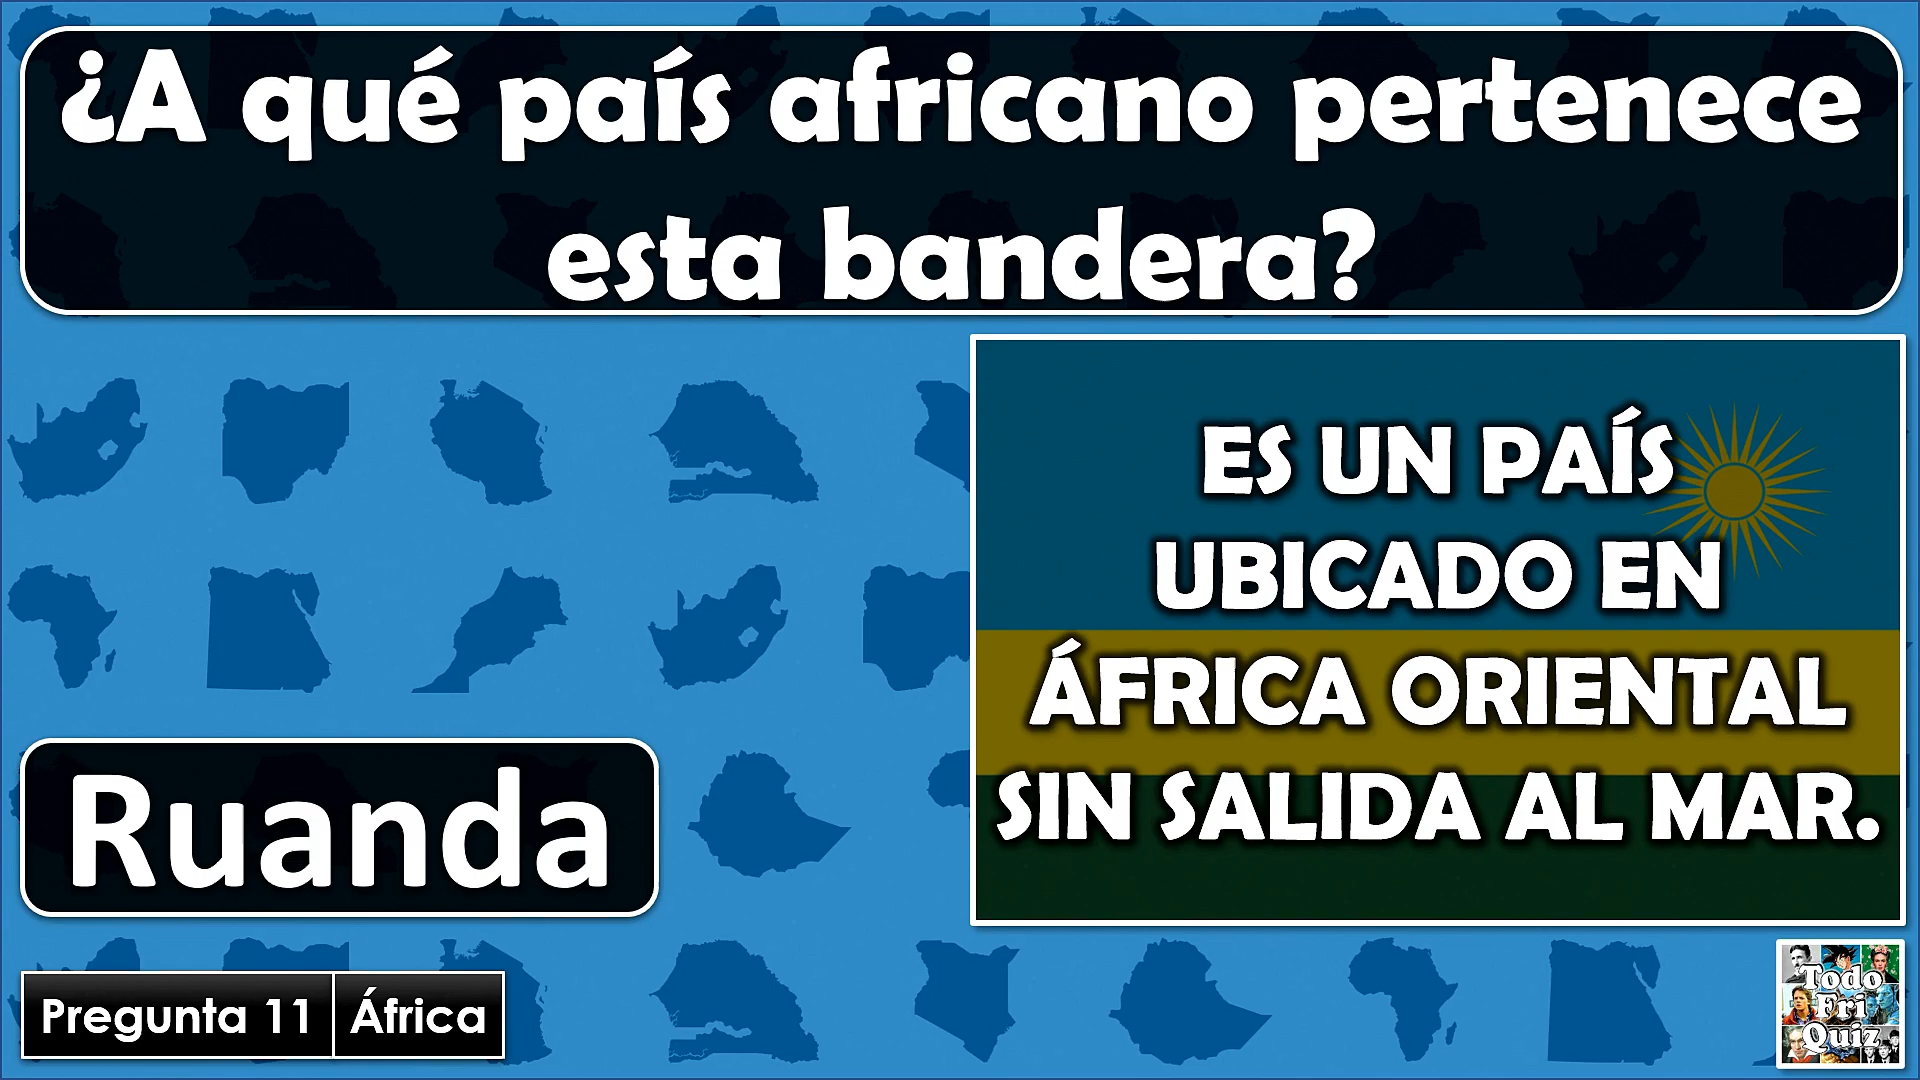 ¿A qué país africano pertenece
esta bandera?
ES UN PAÍS
UBICADO EN
ÁFRICA ORIENTAL
SIN SALIDA AL MAR.
Ruanda
Pregunta 11
África
Todo
Fri
Quiz